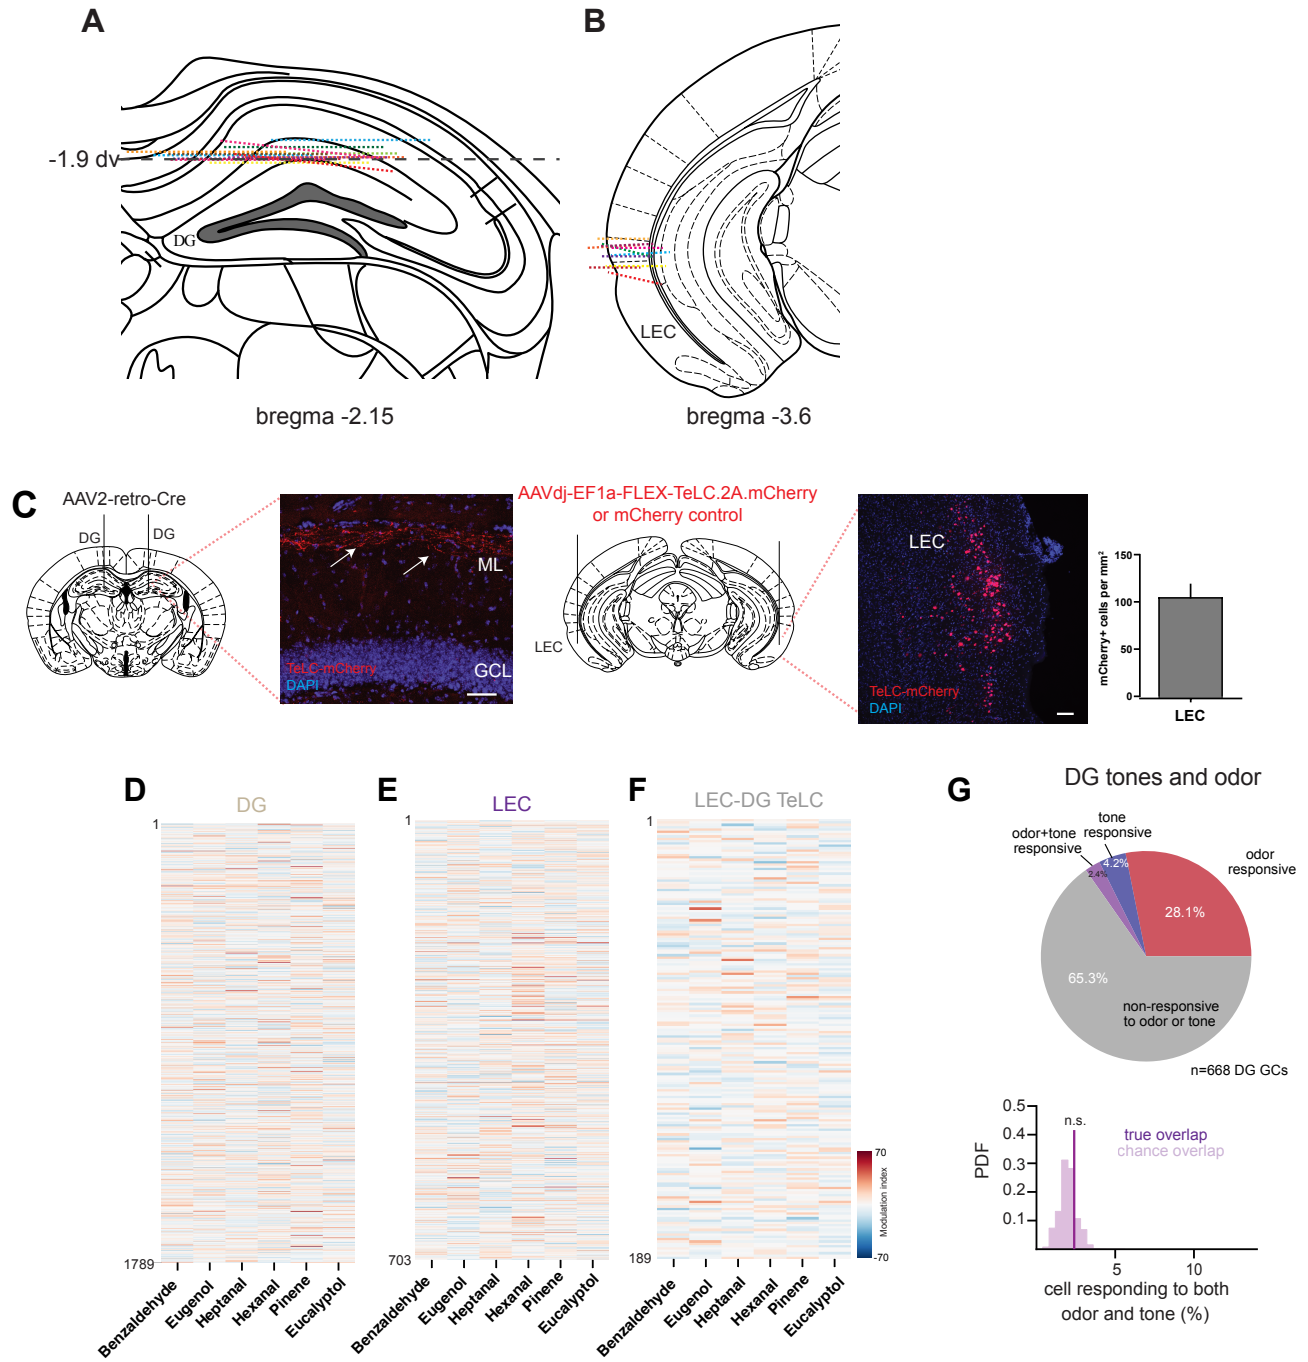 A
B
-1.9 dv
DG
LEC
bregma -2.15
bregma -3.6
C
AAV2-retro-Cre
DG
DG
ML
GCL
TeLC-mCherry
DAPI
AAVdj-EF1a-FLEX-TeLC.2A.mCherry
or mCherry control
LEC
LEC
TeLC-mCherry
DAPI
mCherry+ cells per mm²
150
100
50
0
LEC
D
DG
1
1789
Benzaldehyde
Eugenol
Heptanal
Hexanal
Pinene
Eucalyptol
E
LEC
1
703
Benzaldehyde
Eugenol
Heptanal
Hexanal
Pinene
Eucalyptol
F
LEC-DG TeLC
1
189
Benzaldehyde
Eugenol
Heptanal
Hexanal
Pinene
Eucalyptol
70
Modulation index
-70
G
DG tones and odor
odor+tone
responsive
tone
responsive
odor
responsive
2.4%
4.2%
28.1%
65.3%
non-responsive
to odor or tone
n=668 DG GCs
PDF
0.5
0.4
0.3
0.2
0.1
n.s.
true overlap
chance overlap
5
10
cell responding to both
odor and tone (%)